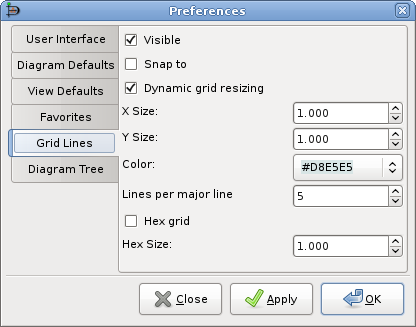 Preferences
User Interface
Diagram Defaults
View Defaults
Favorites
Grid Lines
Diagram Tree
Visible
Snap to
Dynamic grid resizing
X Size: 1.000
Y Size: 1.000
Color: #D8E5E5
Lines per major line 5
Hex grid
Hex Size: 1.000
Close Apply OK